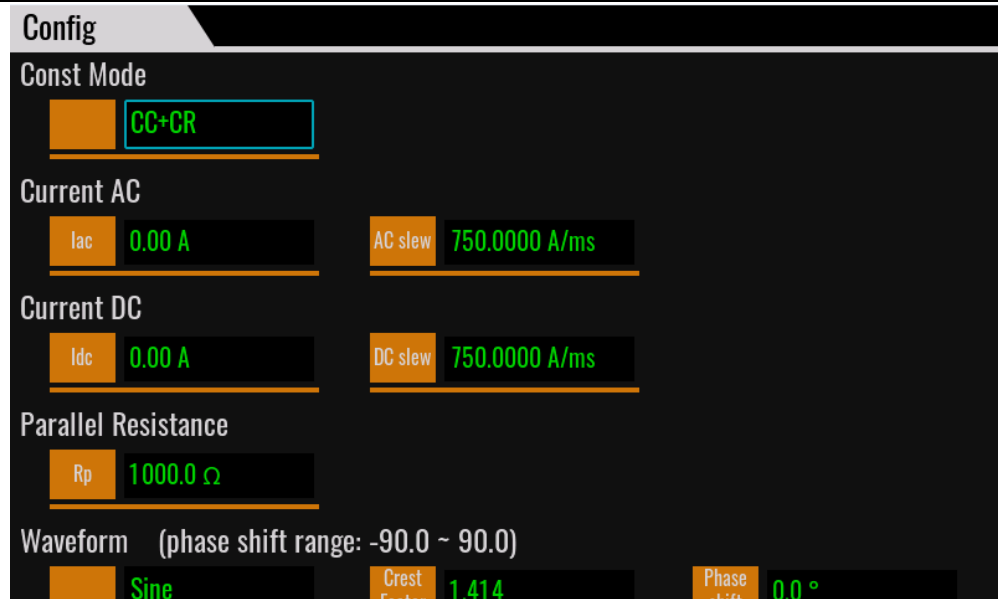 Config
Const Mode
CC+CR
Current AC
Iac 0.00 A AC slew 750.0000 A/ms
Current DC
Idc 0.00 A DC slew 750.0000 A/ms
Parallel Resistance
Rp 1000.0 Ω
Waveform (phase shift range: -90.0 ~ 90.0)
Sine Crest Factor 1.414 Phase shift 0.0 °